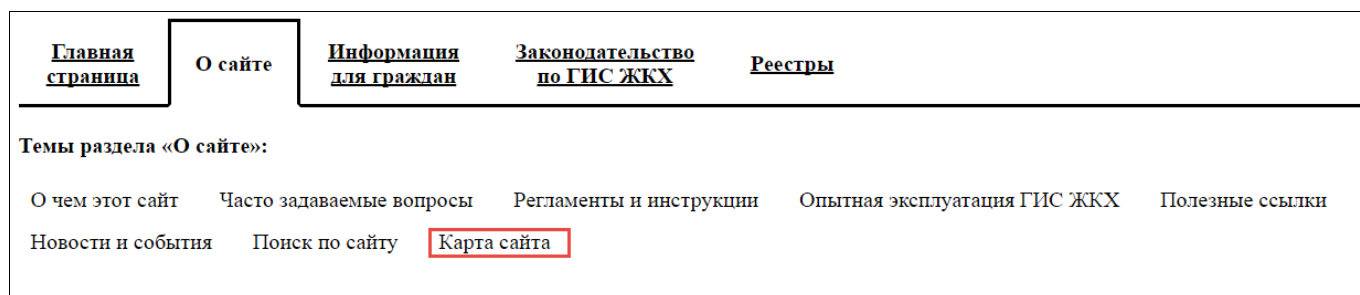 Главная страница
О сайте
Информация для граждан
Законодательство по ГИС ЖКХ
Реестры
Темы раздела «О сайте»:
О чем этот сайт Часто задаваемые вопросы Регламенты и инструкции Опытная эксплуатация ГИС ЖКХ Полезные ссылки
Новости и события Поиск по сайту Карта сайта